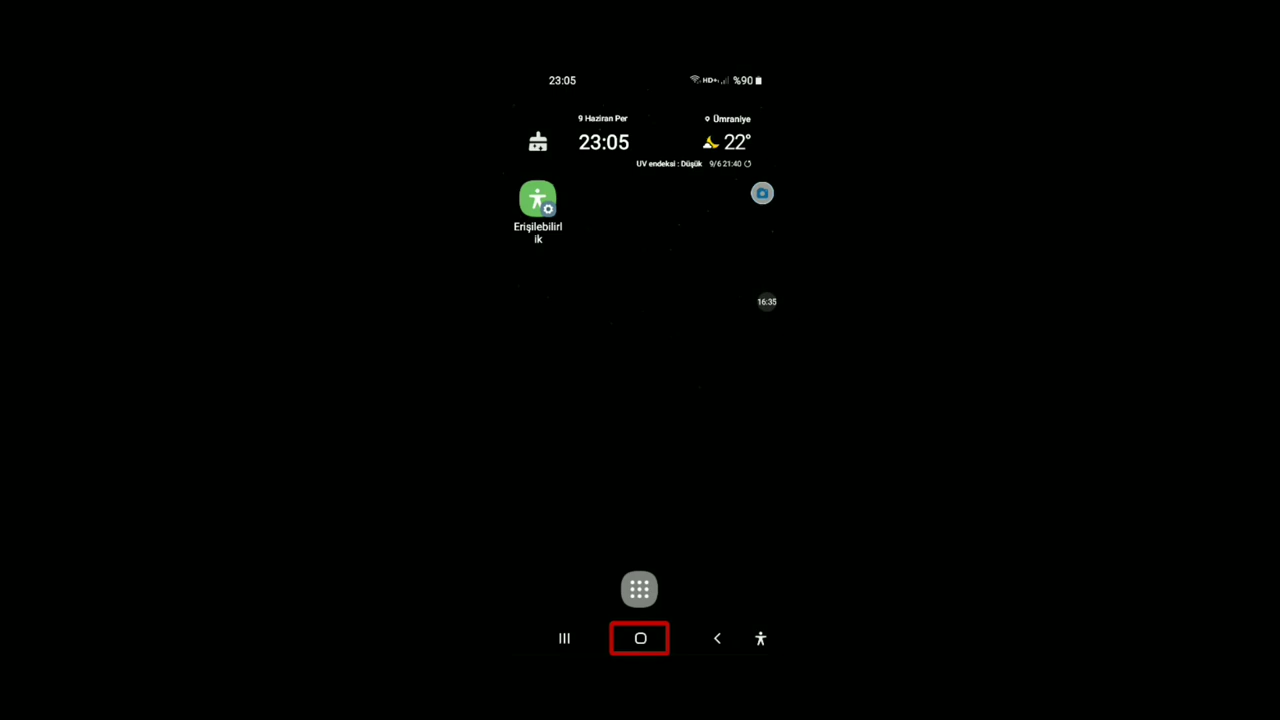 23:05
HD+ %90
9 Haziran Per
Ümraniye
23:05
22°
UV endeksi : Düşük 9/6 21:40
Erişilebilirl
ik
16:35